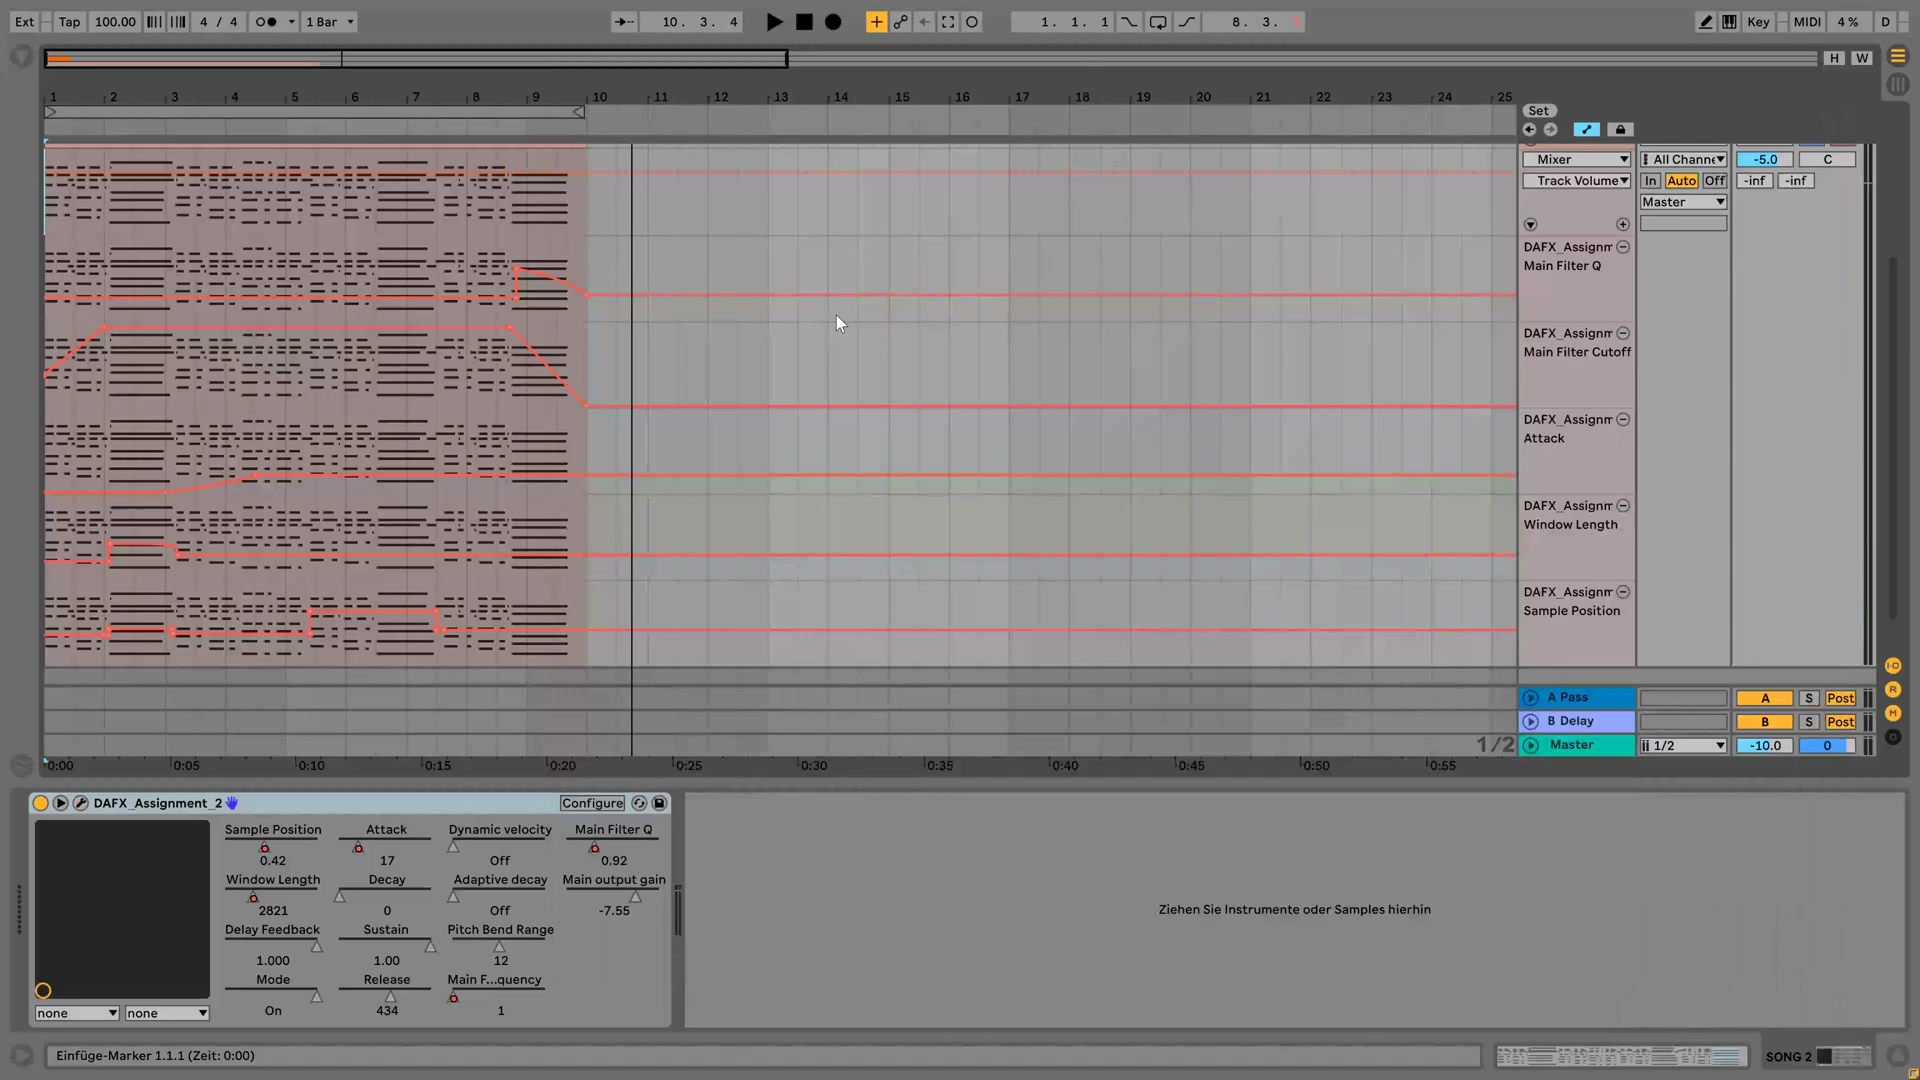 Ext Tap 100.00 4 / 4 1 Bar 10. 3. 4 1. 1. 1 8. 3. 1 Key MIDI 4 % D
H W
1 2 3 4 5 6 7 8 9 10 11 12 13 14 15 16 17 18 19 20 21 22 23 24 25
Set
Mixer All Channe -5.0 C
Track Volume In Auto Off -inf -inf
Master
DAFX_Assignm
Main Filter Q
DAFX_Assignm
Main Filter Cutoff
DAFX_Assignm
Attack
DAFX_Assignm
Window Length
DAFX_Assignm
Sample Position
A Pass A S Post
B Delay B S Post
1/2 Master 1/2 -10.0 0
0:00 0:05 0:10 0:15 0:20 0:25 0:30 0:35 0:40 0:45 0:50 0:55
I·O
R
M
D
DAFX_Assignment_2 Configure
Sample Position Attack Dynamic velocity Main Filter Q
0.42 17 Off 0.92
Window Length Decay Adaptive decay Main output gain
2821 0 Off -7.55
Delay Feedback Sustain Pitch Bend Range
1.000 1.00 12
Mode Release Main F...quency
On 434 1
none none
Ziehen Sie Instrumente oder Samples hierhin
Einfüge-Marker 1.1.1 (Zeit: 0:00)
SONG 2